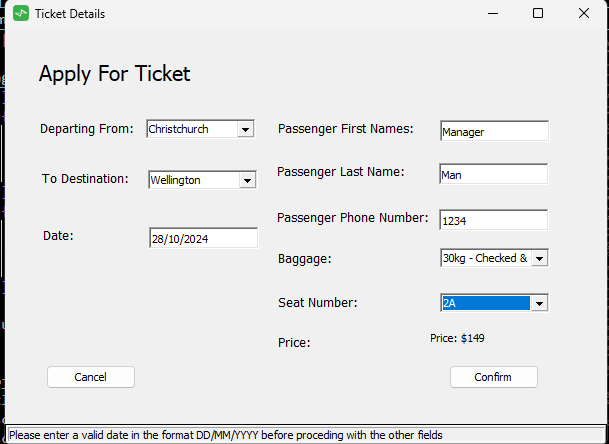 Ticket Details
Apply For Ticket
Departing From: Christchurch
Passenger First Names: Manager
To Destination: Wellington
Passenger Last Name: Man
Passenger Phone Number: 1234
Date: 28/10/2024
Baggage: 30kg - Checked &
Seat Number: 2A
Price: Price: $149
Cancel
Confirm
Please enter a valid date in the format DD/MM/YYYY before proceding with the other fields